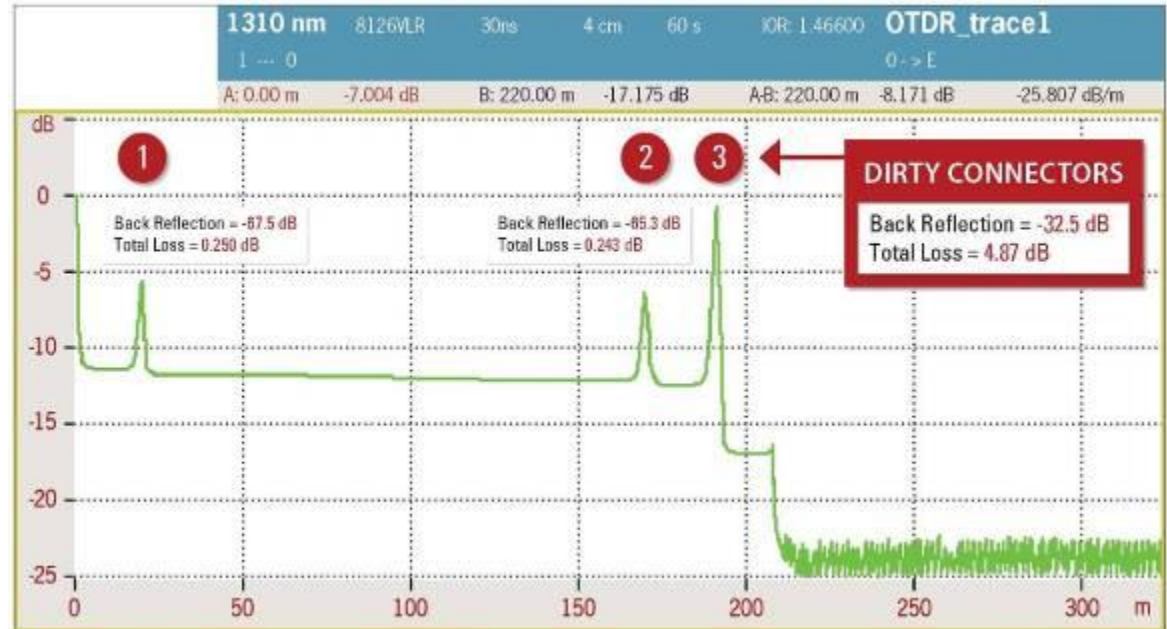 1310 nm 8126VLR 30ns 4 cm 60 s IOR: 1.46600 OTDR_trace1
1 --- 0 0 -> E
A: 0.00 m -7.004 dB B: 220.00 m -17.175 dB A-B: 220.00 m -8.171 dB -25.807 dB/m
dB
1 2 3
DIRTY CONNECTORS
0
Back Reflection = -67.5 dB
Total Loss = 0.250 dB
Back Reflection = -65.3 dB
Total Loss = 0.243 dB
Back Reflection = -32.5 dB
Total Loss = 4.87 dB
-5
-10
-15
-20
-25
0 50 100 150 200 250 300 m